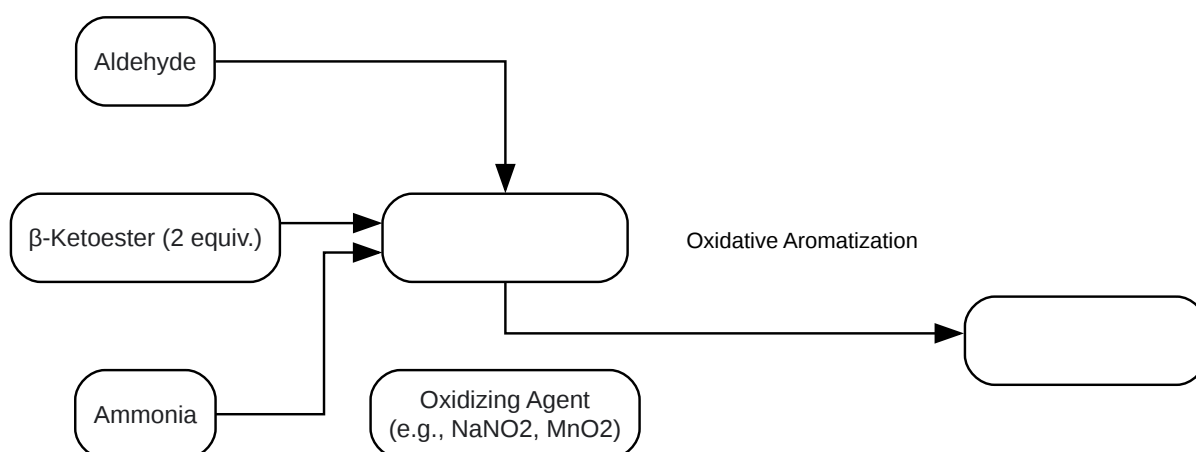 Aldehyde
β-Ketoester (2 equiv.)
Oxidative Aromatization
Ammonia
Oxidizing Agent
(e.g., NaNO2, MnO2)